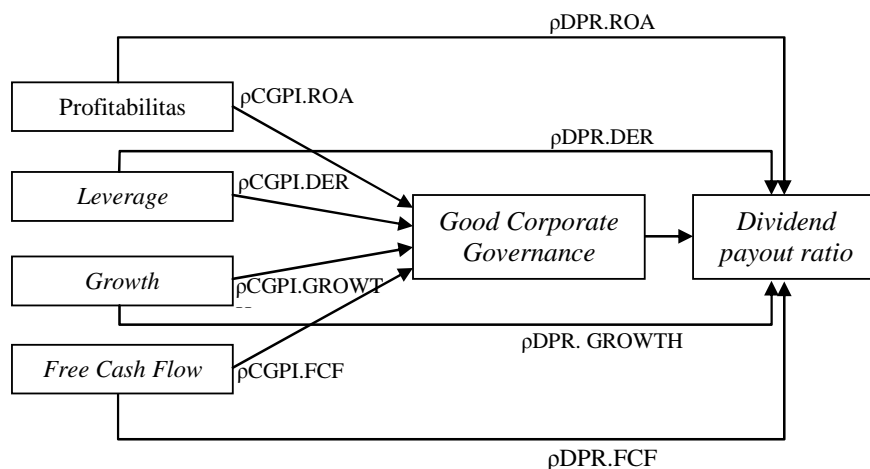 ρDPR.ROA
Profitabilitas
ρCGPI.ROA
ρDPR.DER
Leverage
ρCGPI.DER
Good Corporate
Governance
Dividend
payout ratio
Growth
ρCGPI.GROWT
ρDPR. GROWTH
Free Cash Flow
ρCGPI.FCF
ρDPR.FCF